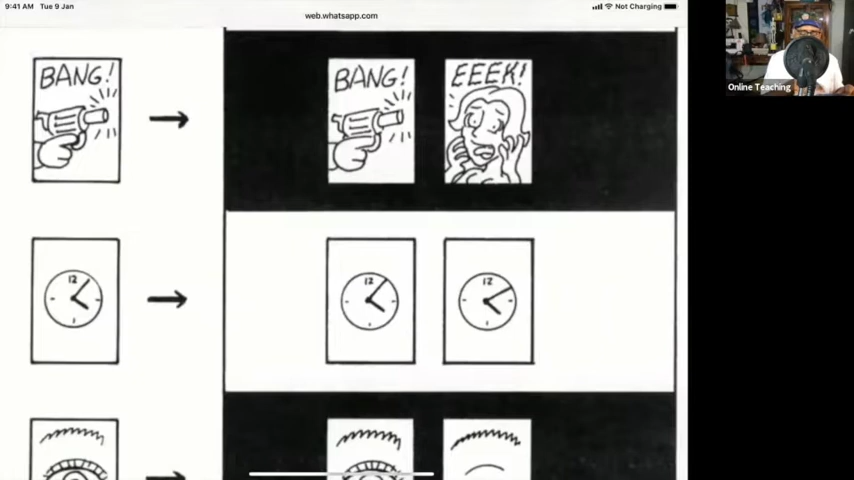 9:41 AM Tue 9 Jan
Not Charging
web.whatsapp.com
Online Teaching
BANG!
BANG!
EEEK!
12
12
12